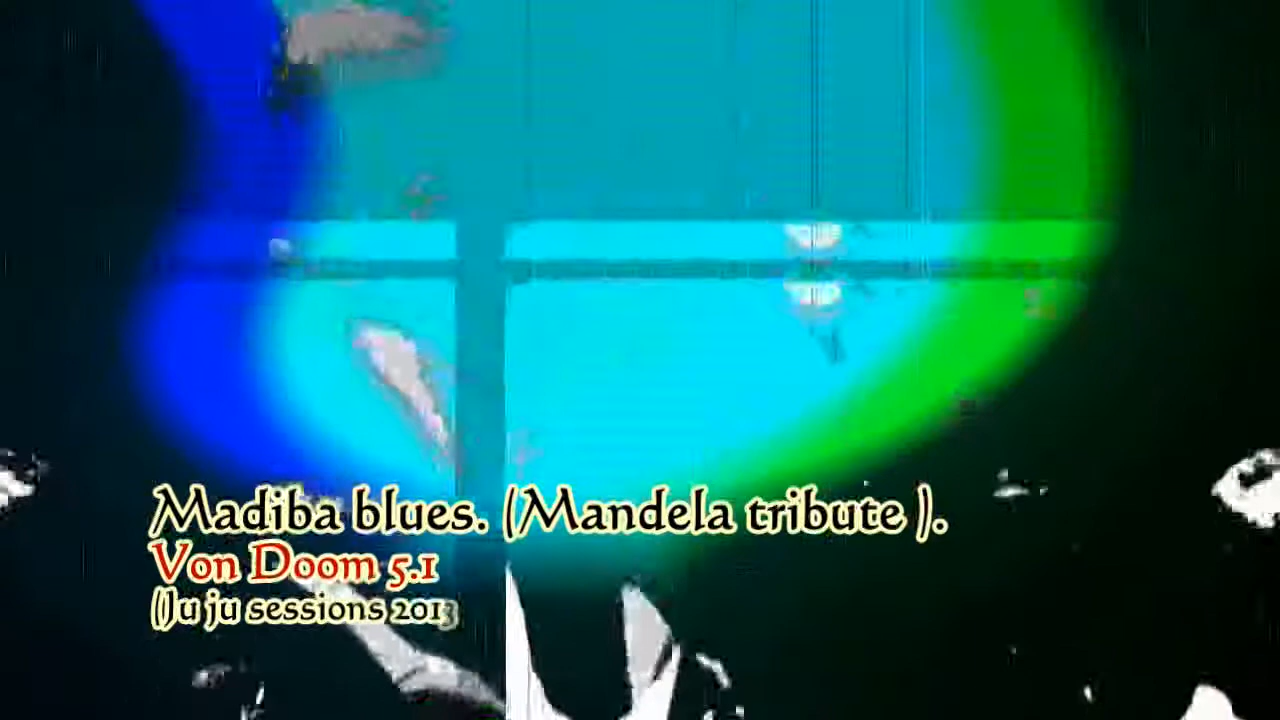 Madiba blues. (Mandela tribute ).
Von Doom 5.1
(Ju ju sessions 2013